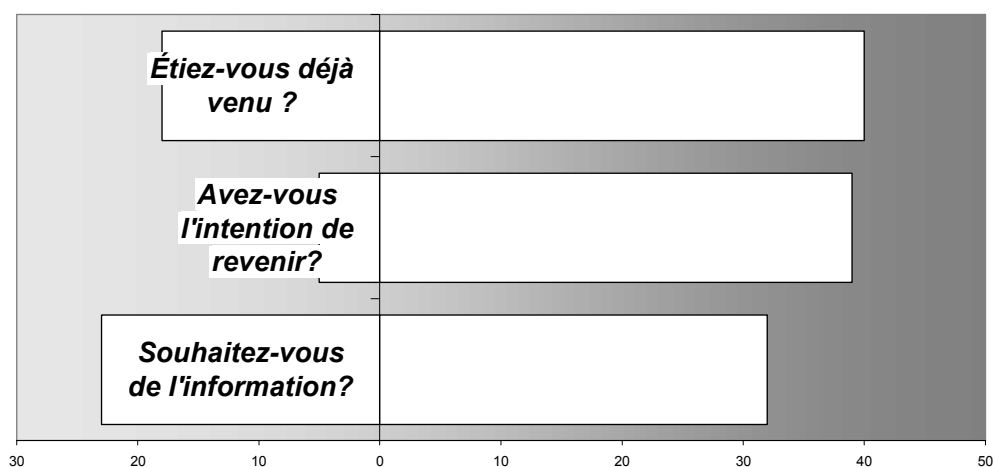 Étiez-vous déjà
venu ?
Avez-vous
l'intention de
revenir?
Souhaitez-vous
de l'information?
30 20 10 0 10 20 30 40 50